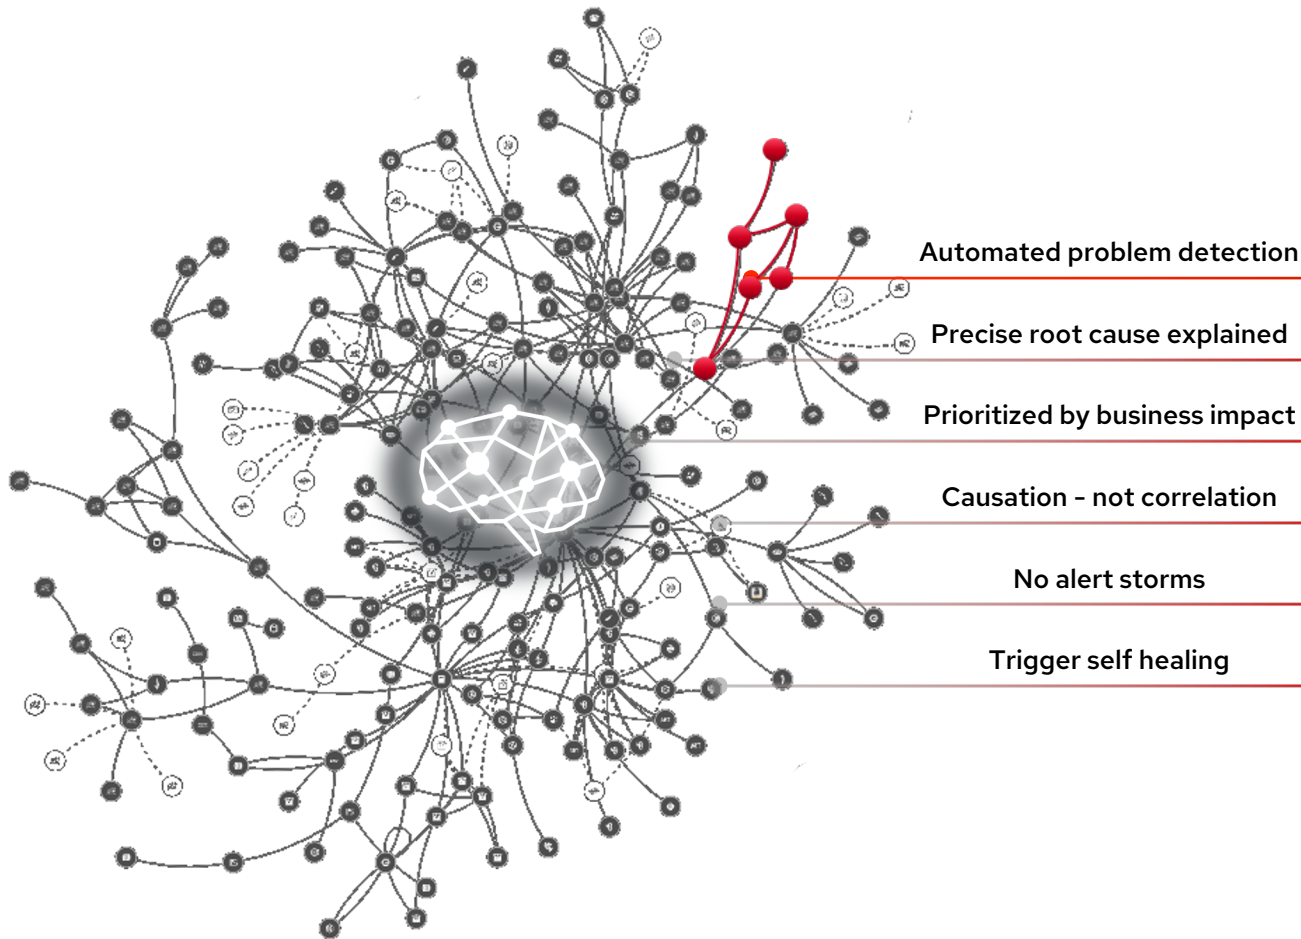 Automated problem detection
Precise root cause explained
Prioritized by business impact
Causation - not correlation
No alert storms
Trigger self healing